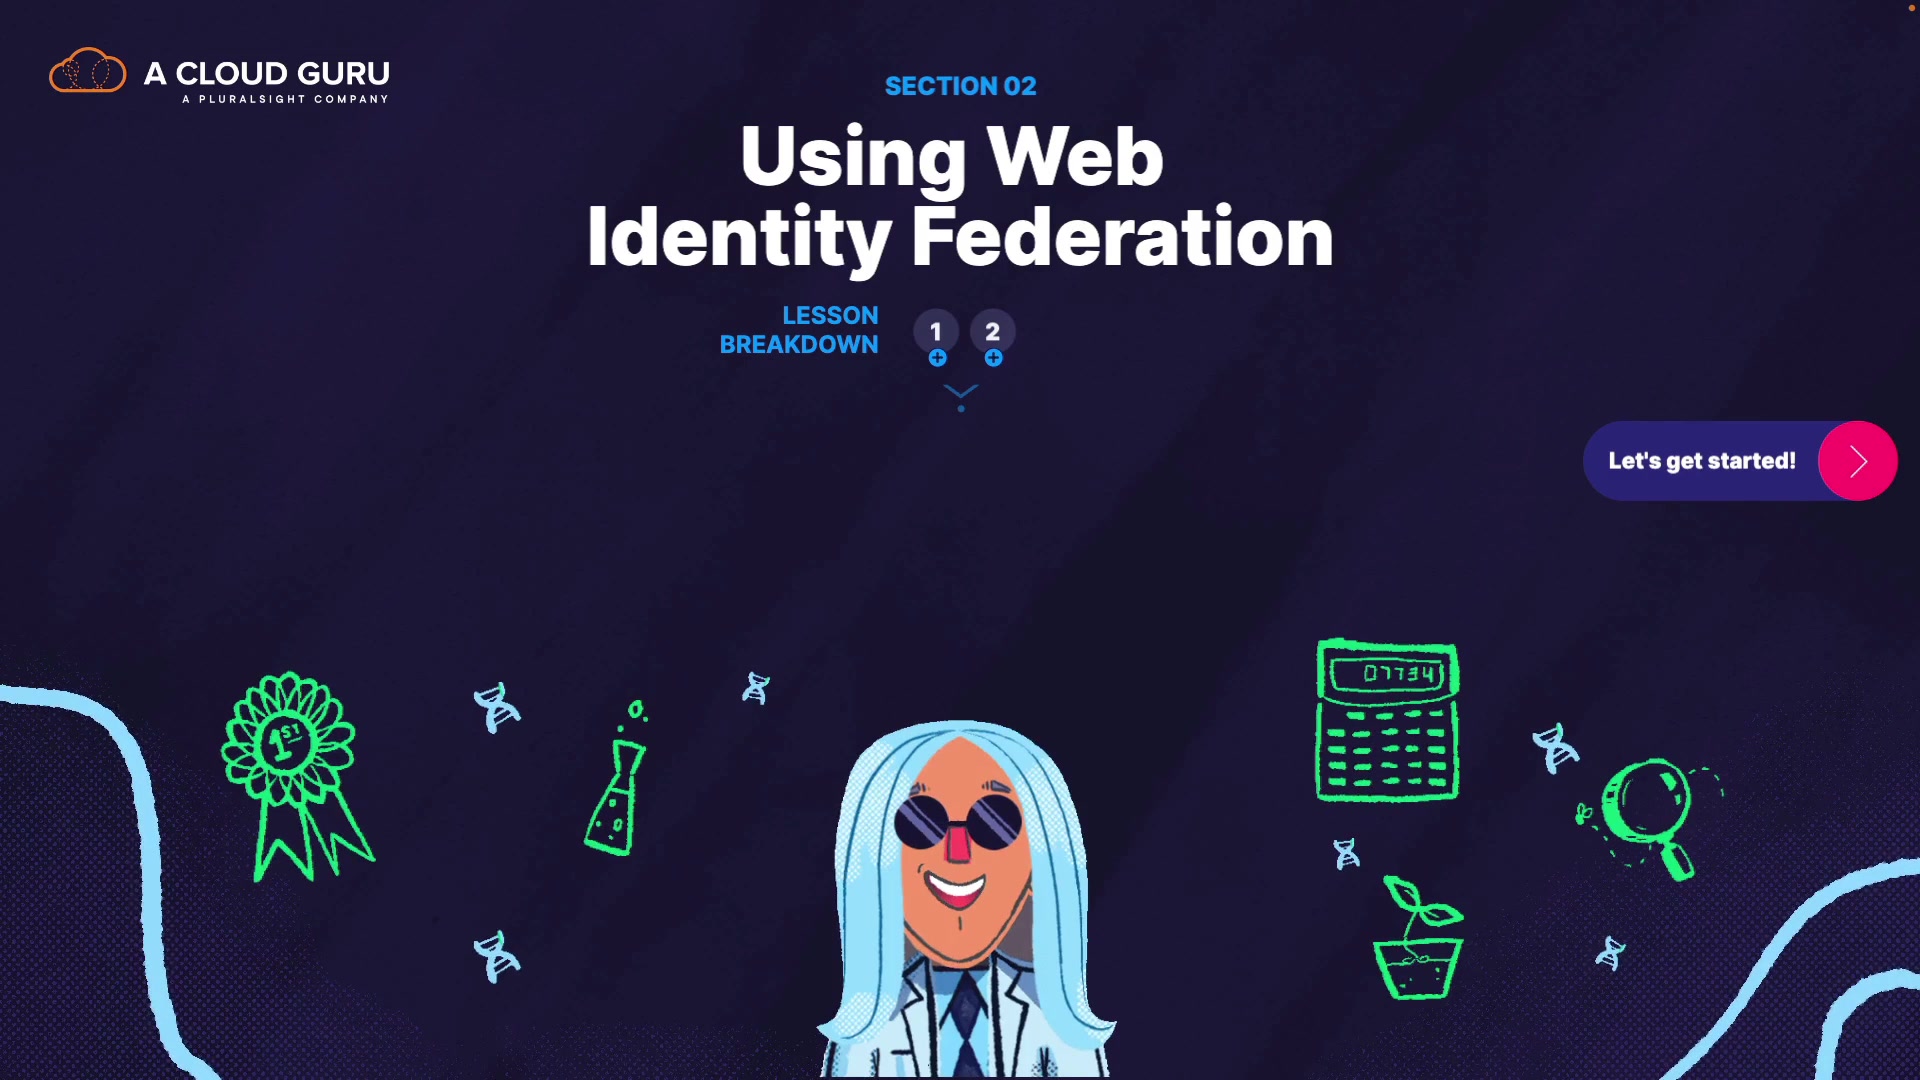 A CLOUD GURU
A PLURALSIGHT COMPANY
SECTION 02
Using Web
Identity Federation
LESSON
BREAKDOWN
1 2
Let's get started!
1ST
07734